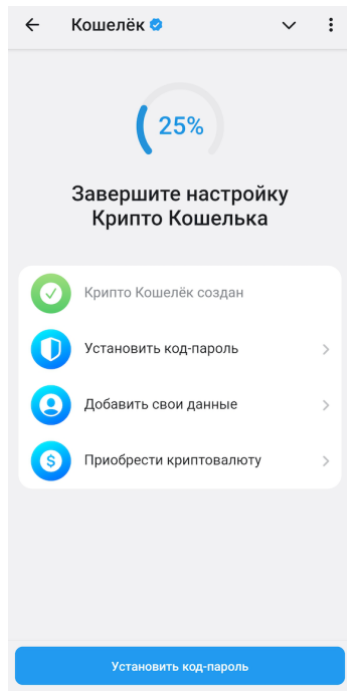 Кошелёк
25%
Завершите настройку
Крипто Кошелька
Крипто Кошелёк создан
Установить код-пароль
Добавить свои данные
$
Приобрести криптовалюту
Установить код-пароль